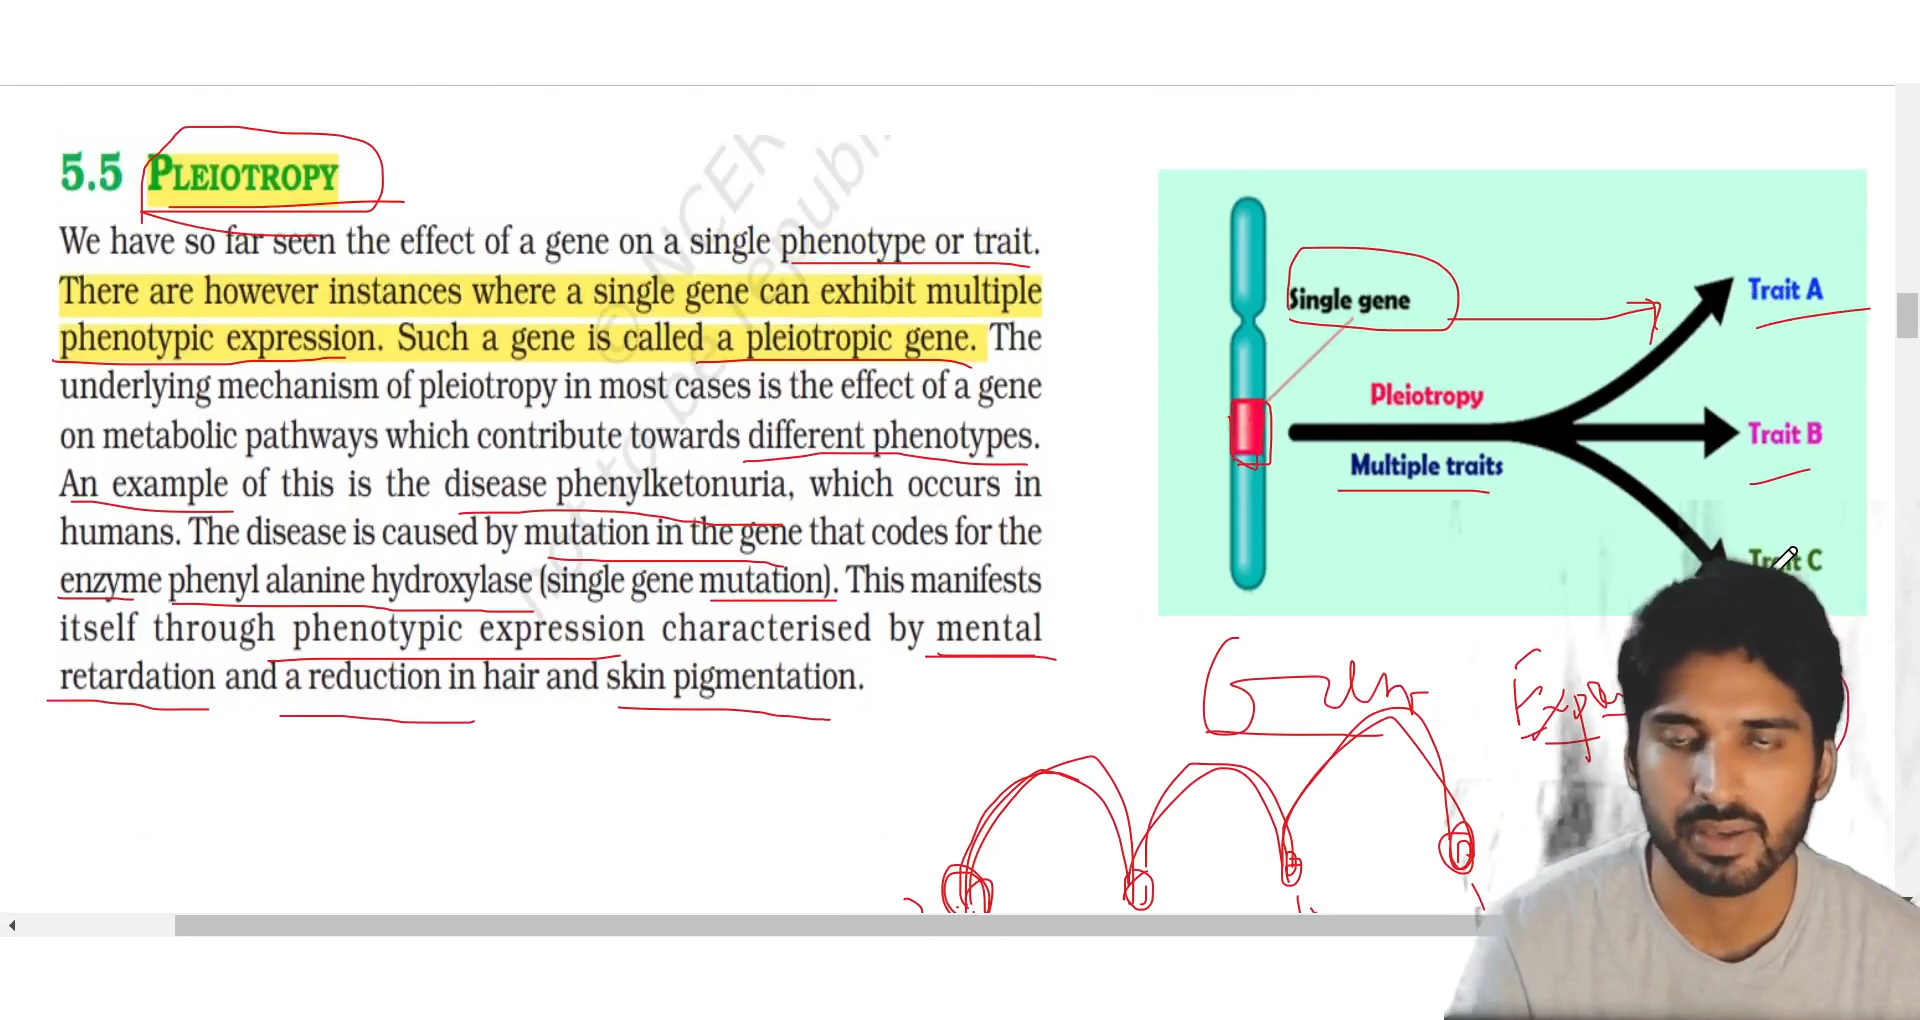 5.5 PLEIOTROPY
We have so far seen the effect of a gene on a single phenotype or trait.
There are however instances where a single gene can exhibit multiple
phenotypic expression. Such a gene is called a pleiotropic gene. The
underlying mechanism of pleiotropy in most cases is the effect of a gene
on metabolic pathways which contribute towards different phenotypes.
An example of this is the disease phenylketonuria, which occurs in
humans. The disease is caused by mutation in the gene that codes for the
enzyme phenyl alanine hydroxylase (single gene mutation). This manifests
itself through phenotypic expression characterised by mental
retardation and a reduction in hair and skin pigmentation.
Single gene
Pleiotropy
Multiple traits
Trait A
Trait B
Trait C